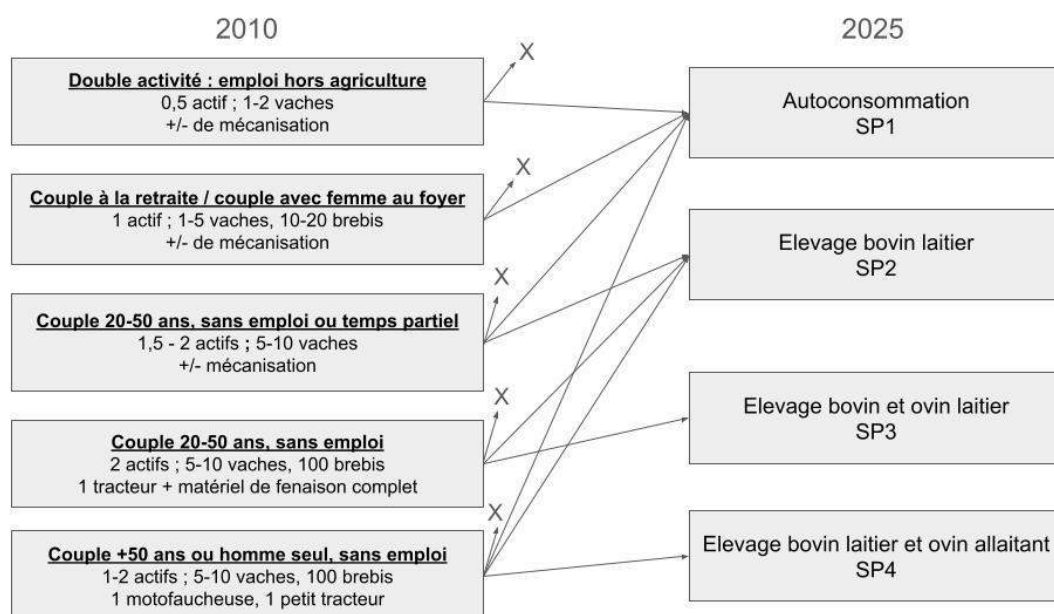 2010
2025
Double activité : emploi hors agriculture
0,5 actif ; 1-2 vaches
+/- de mécanisation
X
Couple à la retraite / couple avec femme au foyer
1 actif ; 1-5 vaches, 10-20 brebis
+/- de mécanisation
X
Couple 20-50 ans, sans emploi ou temps partiel
1,5 - 2 actifs ; 5-10 vaches
+/- mécanisation
X
Couple 20-50 ans, sans emploi
2 actifs ; 5-10 vaches, 100 brebis
1 tracteur + matériel de fenaison complet
X
Couple +50 ans ou homme seul, sans emploi
1-2 actifs ; 5-10 vaches, 100 brebis
1 motofaucheuse, 1 petit tracteur
X
Autoconsommation
SP1
Elevage bovin laitier
SP2
Elevage bovin et ovin laitier
SP3
Elevage bovin laitier et ovin allaitant
SP4